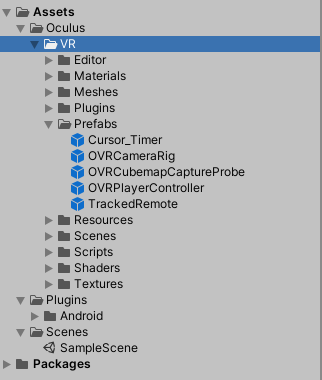 Assets
Oculus
VR
Editor
Materials
Meshes
Plugins
Prefabs
Cursor_Timer
OVRCameraRig
OVRCubemapCaptureProbe
OVRPlayerController
TrackedRemote
Resources
Scenes
Scripts
Shaders
Textures
Plugins
Android
Scenes
SampleScene
Packages